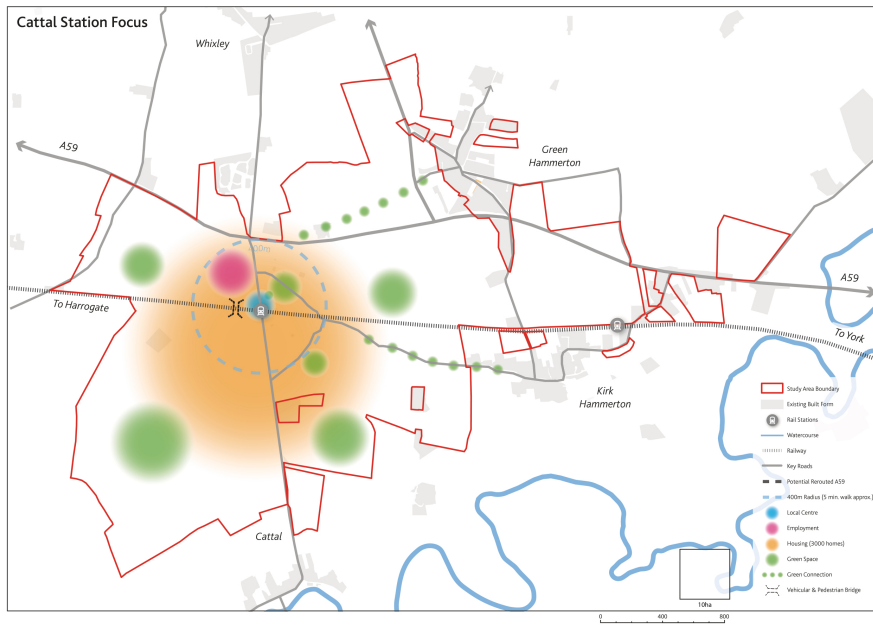 Cattal Station Focus
Whixley
A59
Green
Hammerton
400m
A59
To Harrogate
To York
Kirk
Hammerton
Cattal
Study Area Boundary
Existing Built Form
Rail Stations
Watercourse
Railway
Key Roads
Potential Rerouted A59
400m Radius (5 min. walk approx.)
Local Centre
Employment
Housing (3000 homes)
Green Space
Green Connection
Vehicular & Pedestrian Bridge
10ha
0 400 800